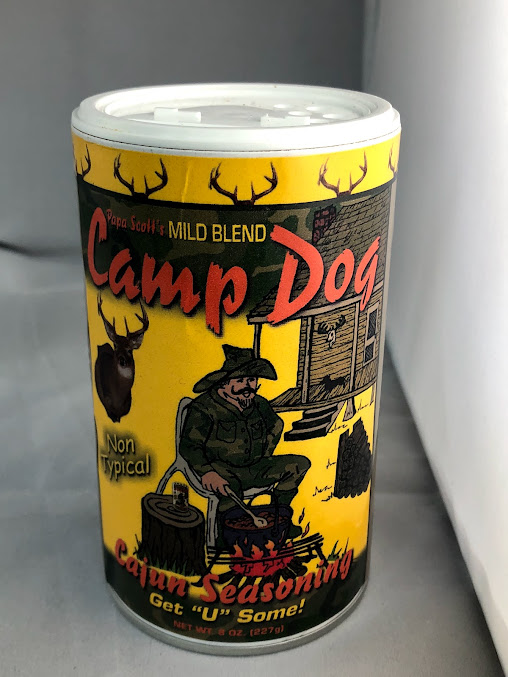 Papa Scott's MILD BLEND
Camp Dog
Non
Typical
Cajun Seasoning
Get "U" Some!
NET WT. 8 OZ. (227g)